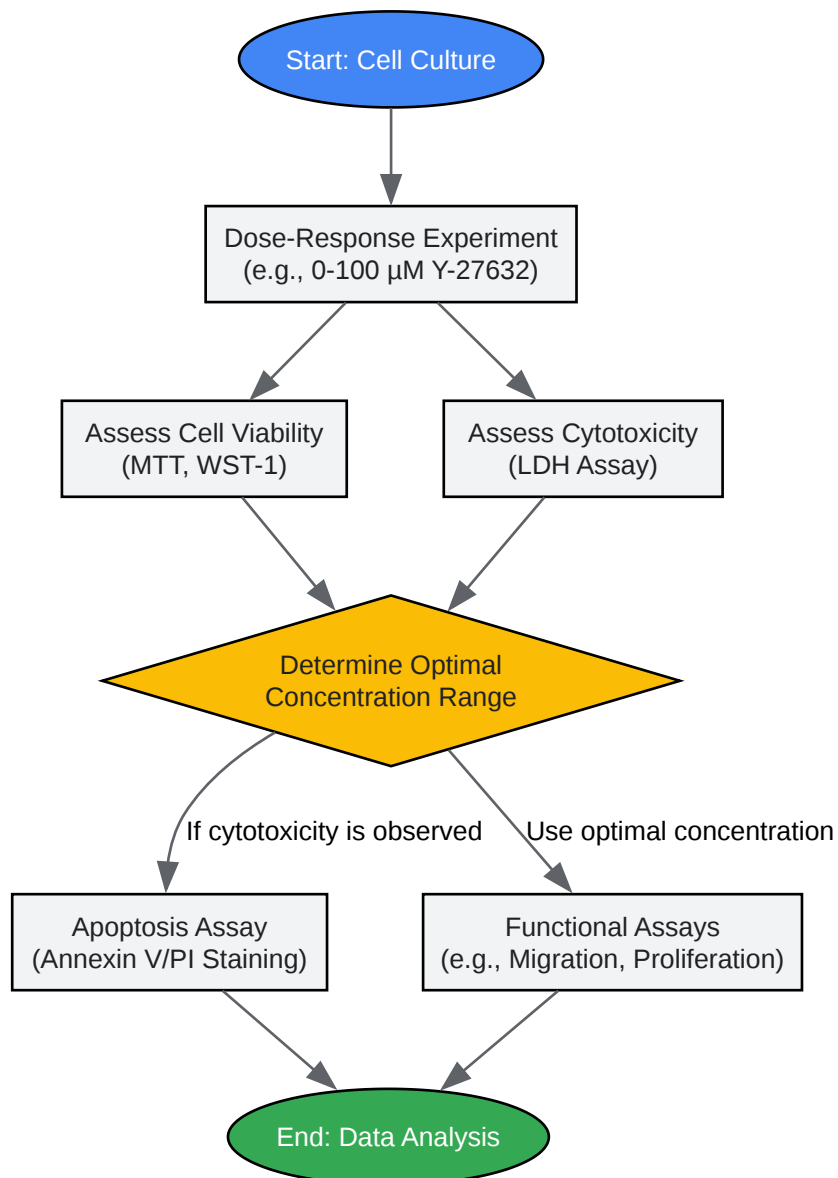 Start: Cell Culture
Dose-Response Experiment
(e.g., 0-100 µM Y-27632)
Assess Cell Viability
(MTT, WST-1)
Assess Cytotoxicity
(LDH Assay)
Determine Optimal
Concentration Range
If cytotoxicity is observed
Use optimal concentration
Apoptosis Assay
(Annexin V/PI Staining)
Functional Assays
(e.g., Migration, Proliferation)
End: Data Analysis